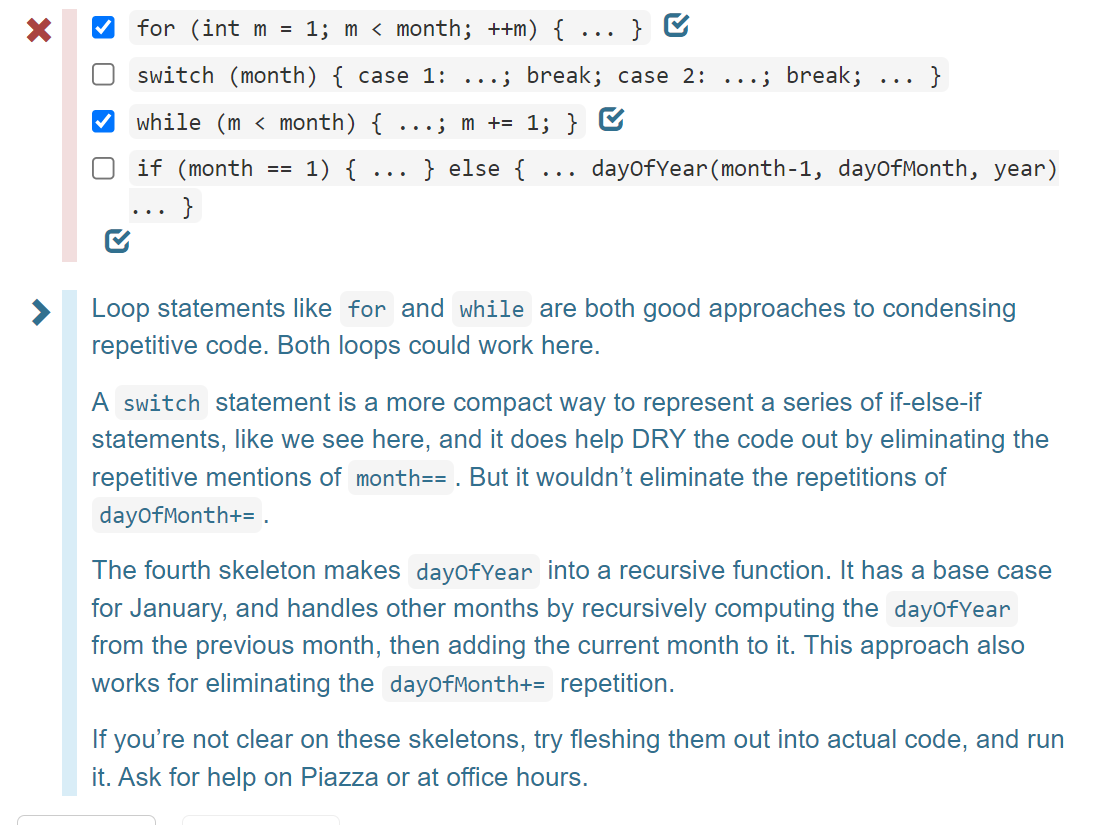 for (int m = 1; m < month; ++m) { ... }
switch (month) { case 1: ...; break; case 2: ...; break; ... }
while (m < month) { ...; m += 1; }
if (month == 1) { ... } else { ... dayOfYear(month-1, dayOfMonth, year)
... }
Loop statements like for and while are both good approaches to condensing
repetitive code. Both loops could work here.
A switch statement is a more compact way to represent a series of if-else-if
statements, like we see here, and it does help DRY the code out by eliminating the
repetitive mentions of month== . But it wouldn’t eliminate the repetitions of
dayOfMonth+= .
The fourth skeleton makes dayOfYear into a recursive function. It has a base case
for January, and handles other months by recursively computing the dayOfYear
from the previous month, then adding the current month to it. This approach also
works for eliminating the dayOfMonth+= repetition.
If you’re not clear on these skeletons, try fleshing them out into actual code, and run
it. Ask for help on Piazza or at office hours.